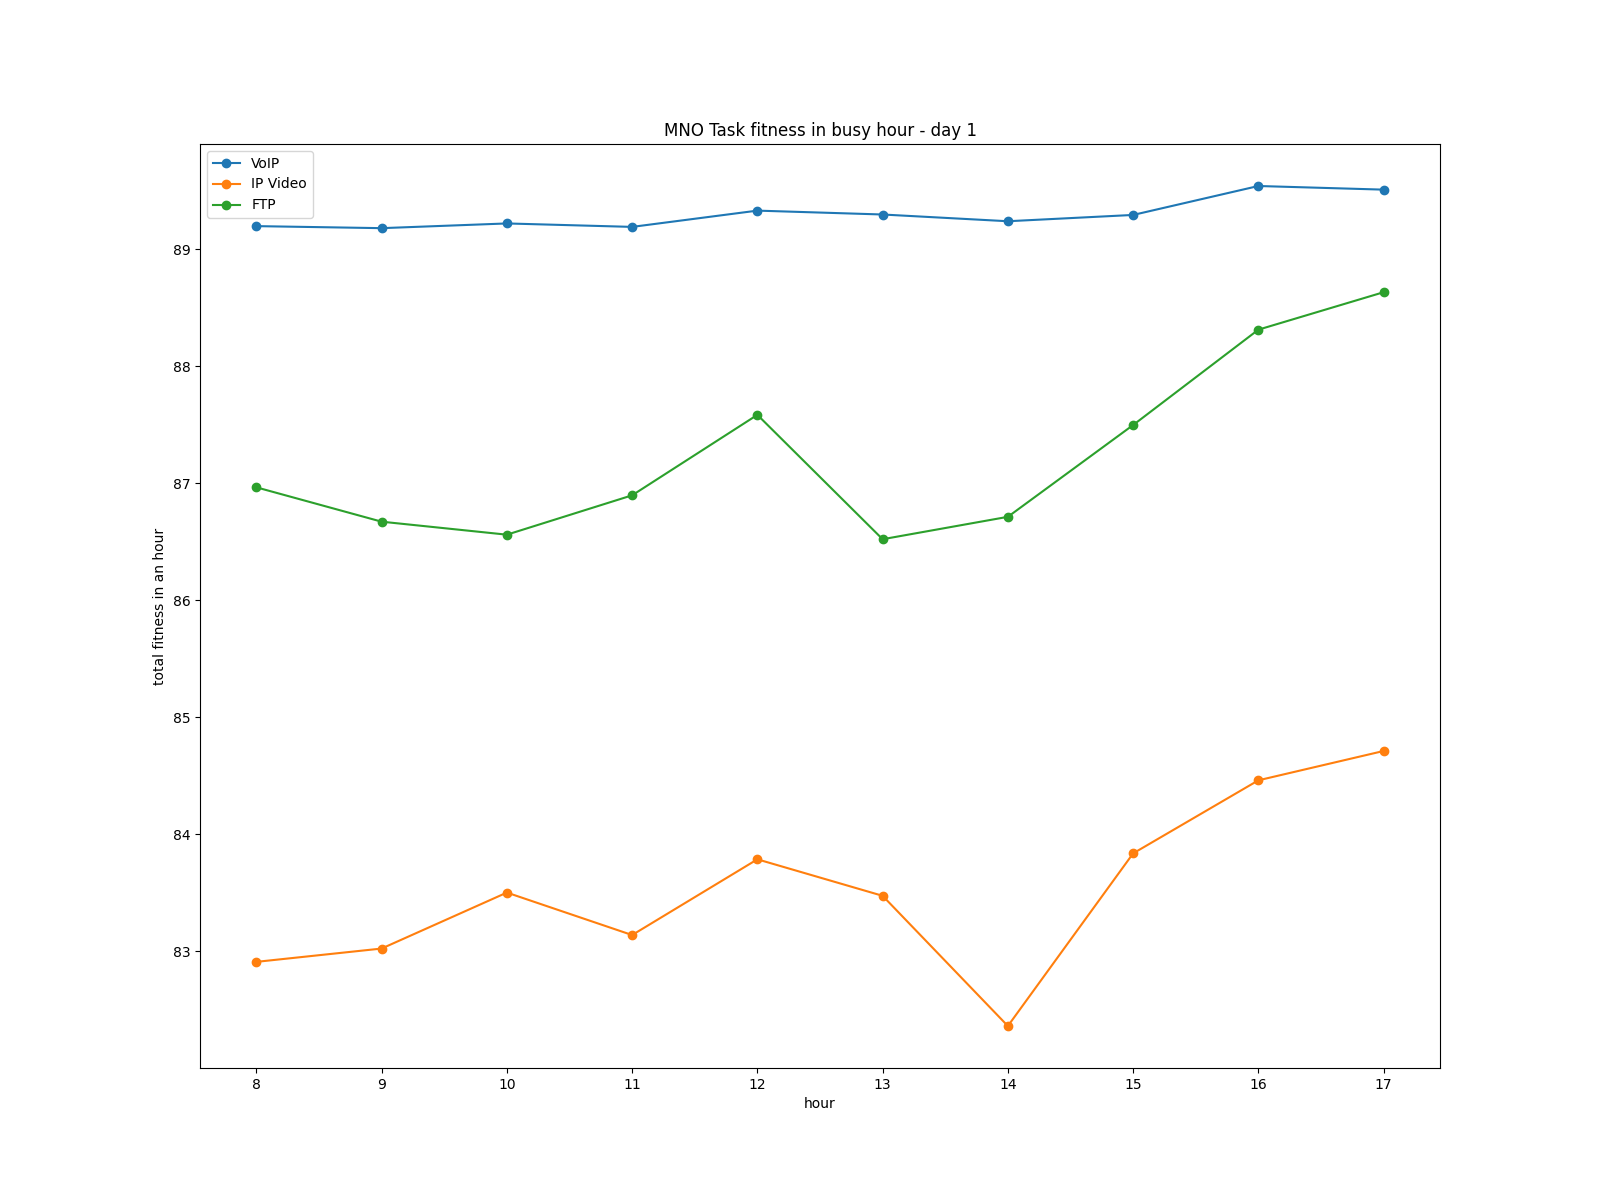 MNO Task fitness in busy hour - day 1
VoIP
IP Video
FTP
total fitness in an hour
89
88
87
86
85
84
83
8 9 10 11 12 13 14 15 16 17
hour